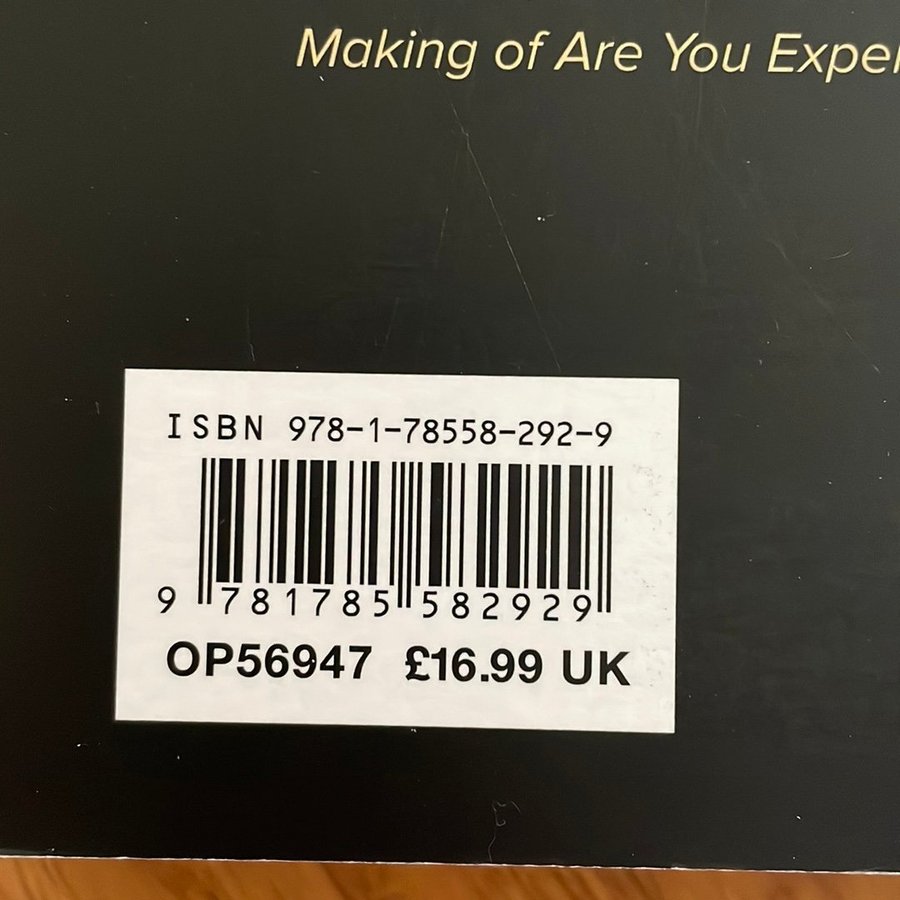 Making of Are You Exper
ISBN 978-1-78558-292-9
9 781785 582929
OP56947 £16.99 UK